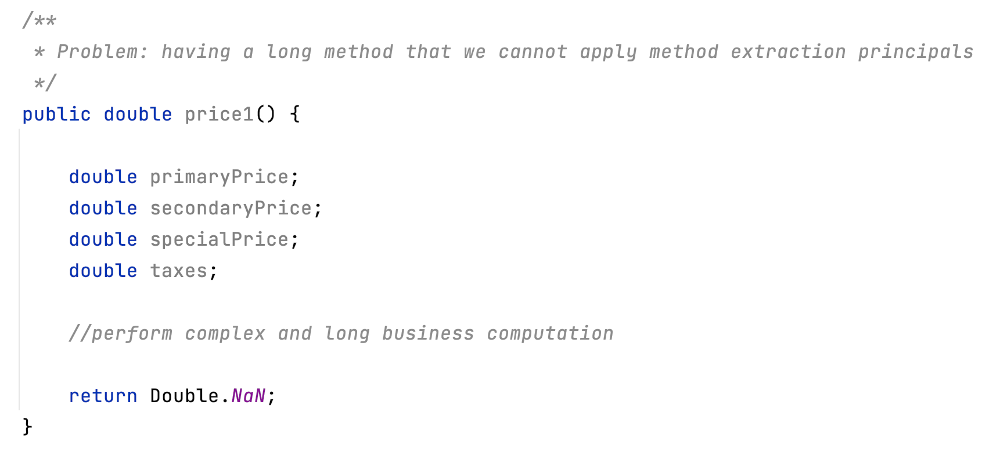 /**
 * Problem: having a long method that we cannot apply method extraction principals
 */
public double price1() {
    double primaryPrice;
    double secondaryPrice;
    double specialPrice;
    double taxes;
    //perform complex and long business computation
    return Double.NaN;
}